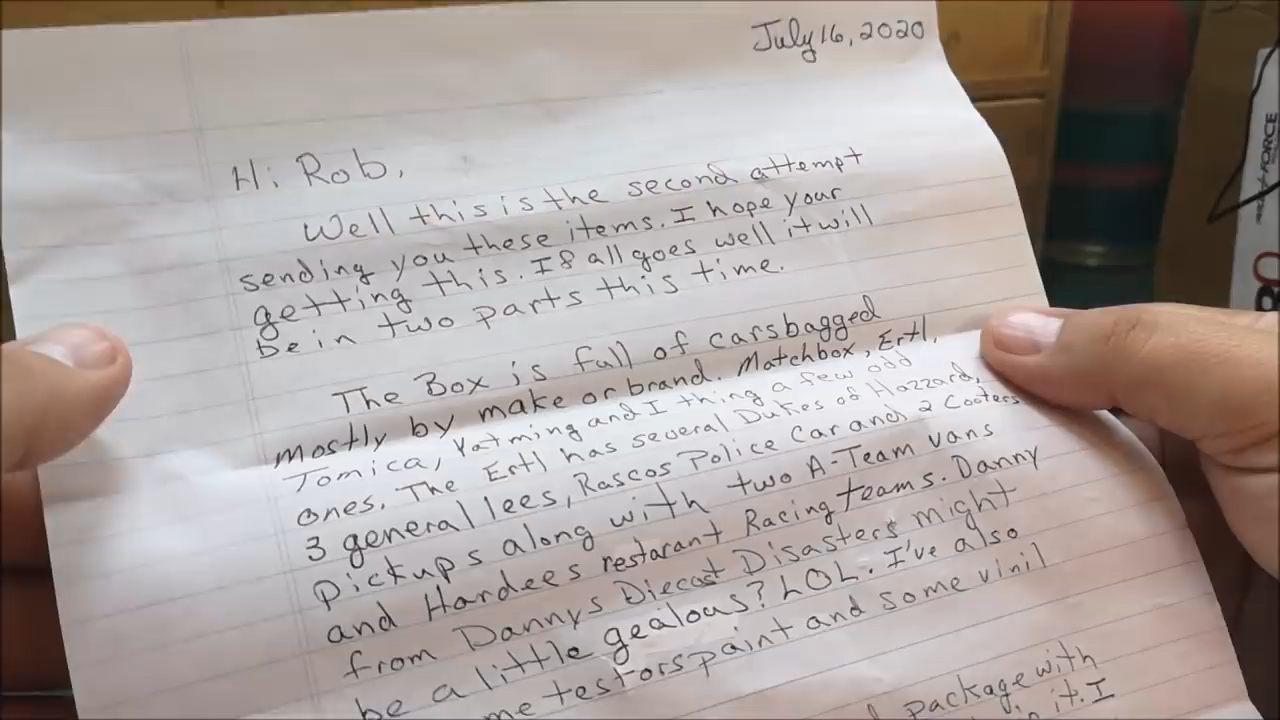 July 16, 2020
Hi Rob,
Well this is the second attempt
sending you these items. I hope your
getting this. If all goes well it will
be in two parts this time.
The Box is full of cars bagged
mostly by make or brand. Matchbox, Ertl,
Tomica, Yatming and I thing a few odd
ones. The Ertl has several Dukes of Hazzard,
3 general lees, Rascos Police Car and 2 Cooters
Pickups along with two A-Team vans
and Hardees restarant Racing teams. Danny
from Dannys Diecast Disasters might
be a little gealous? LOL. I've also
testors paint and some vinil
package with
it. I
FORCE